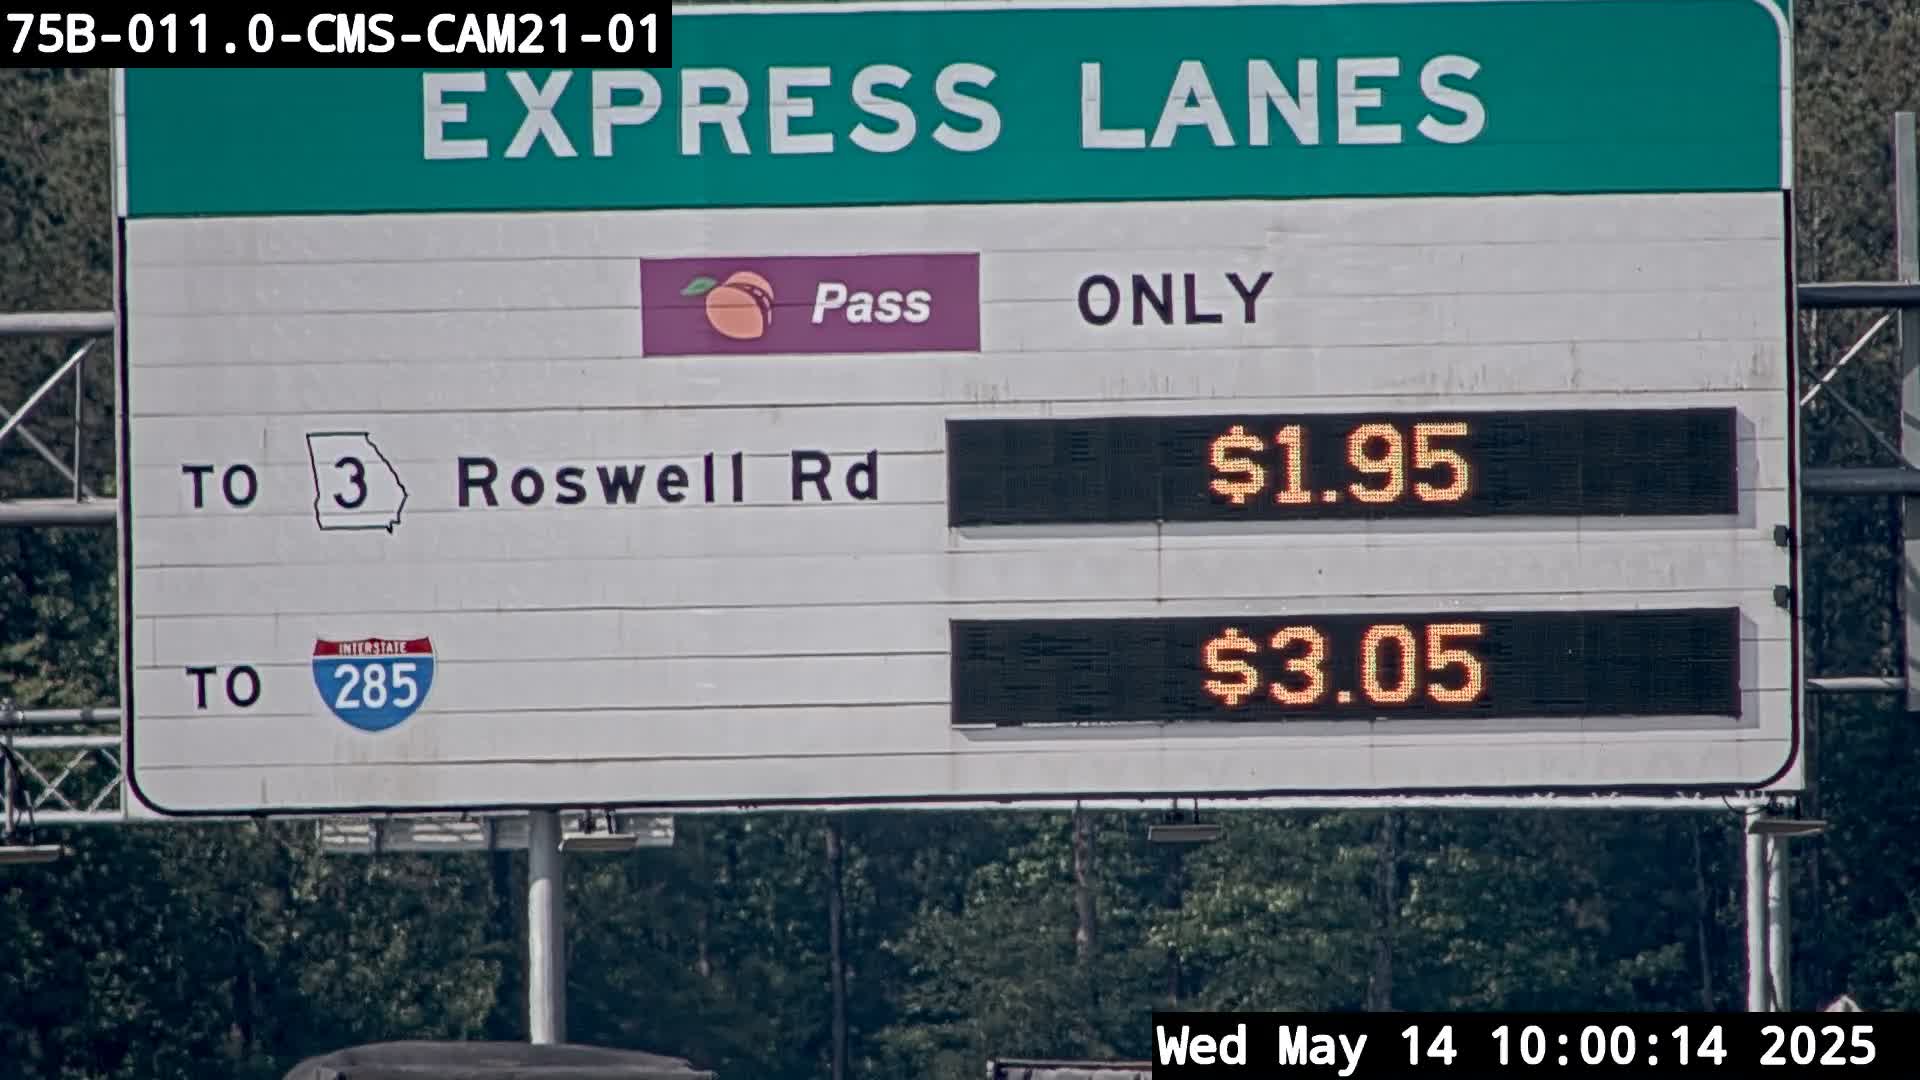 75B-011.0-CMS-CAM21-01
EXPRESS LANES
Pass ONLY
TO 3 Roswell Rd $1.95
INTERSTATE
TO 285 $3.05
Wed May 14 10:00:14 2025